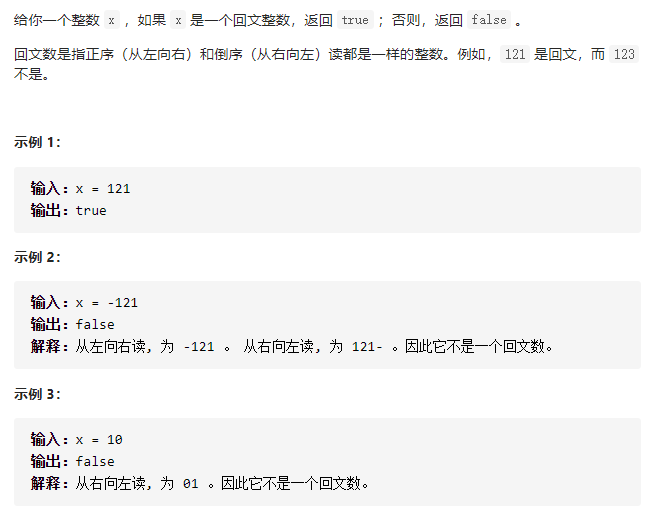 给你一个整数 x ，如果 x 是一个回文整数，返回 true ；否则，返回 false 。
回文数是指正序（从左向右）和倒序（从右向左）读都是一样的整数。例如，121 是回文，而 123
不是。
示例 1：
输入：x = 121
输出：true
示例 2：
输入：x = -121
输出：false
解释：从左向右读, 为 -121 。 从右向左读, 为 121- 。因此它不是一个回文数。
示例 3：
输入：x = 10
输出：false
解释：从右向左读, 为 01 。因此它不是一个回文数。